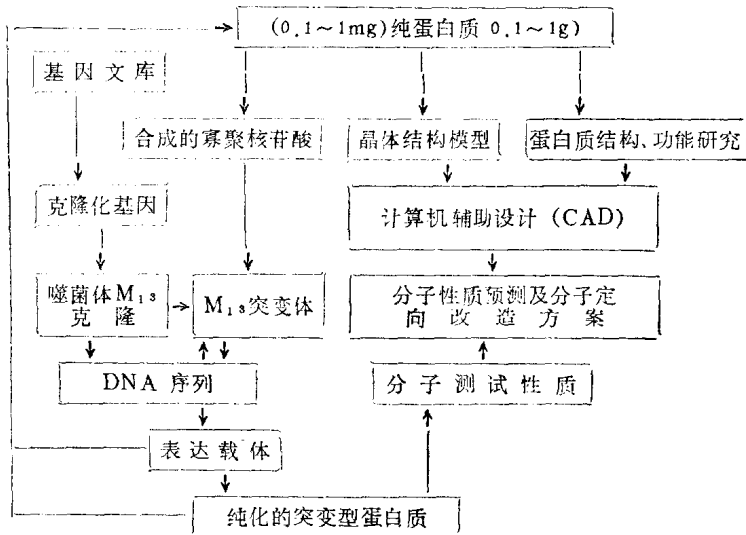 (0.1～1mg)纯蛋白质 0.1～1g)
基因文库
合成的寡聚核苷酸
晶体结构模型
蛋白质结构、功能研究
克隆化基因
计算机辅助设计 (CAD)
噬菌体M₁₃
克隆
M₁₃突变体
分子性质预测及分子定
向改造方案
DNA 序列
分子测试性质
表达载体
纯化的突变型蛋白质